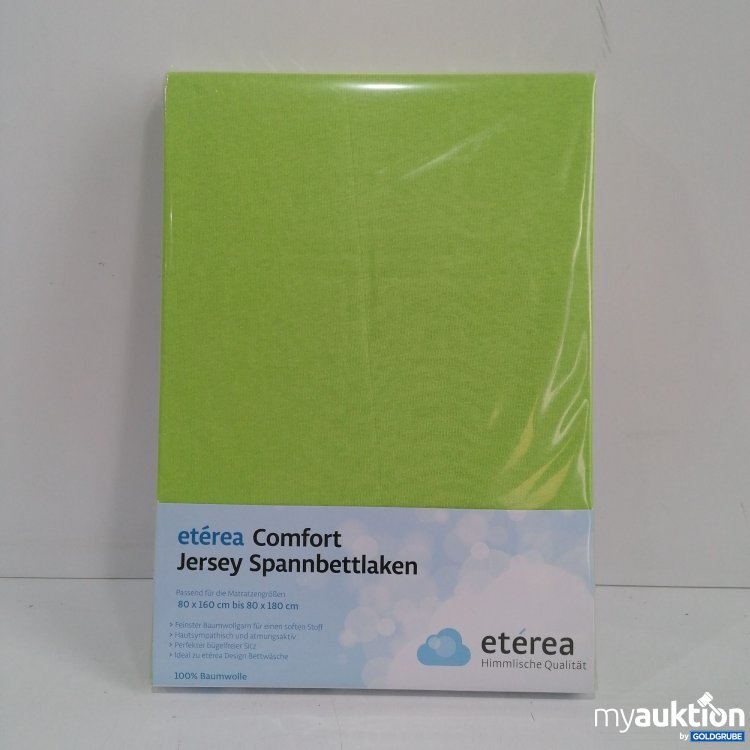 etérea Comfort
Jersey Spannbettlaken
Passend für die Matratzengrößen
80 x 160 cm bis 80 x 180 cm
> Feinster Baumwollgarn für einen soften Stoff
> Hautsympathisch und atmungsaktiv
> Perfekter bügelfreier Sitz
> Ideal zu etérea Design Bettwäsche
100% Baumwolle
etérea
Himmlische Qualität
myauktion
by GOLDGRUBE